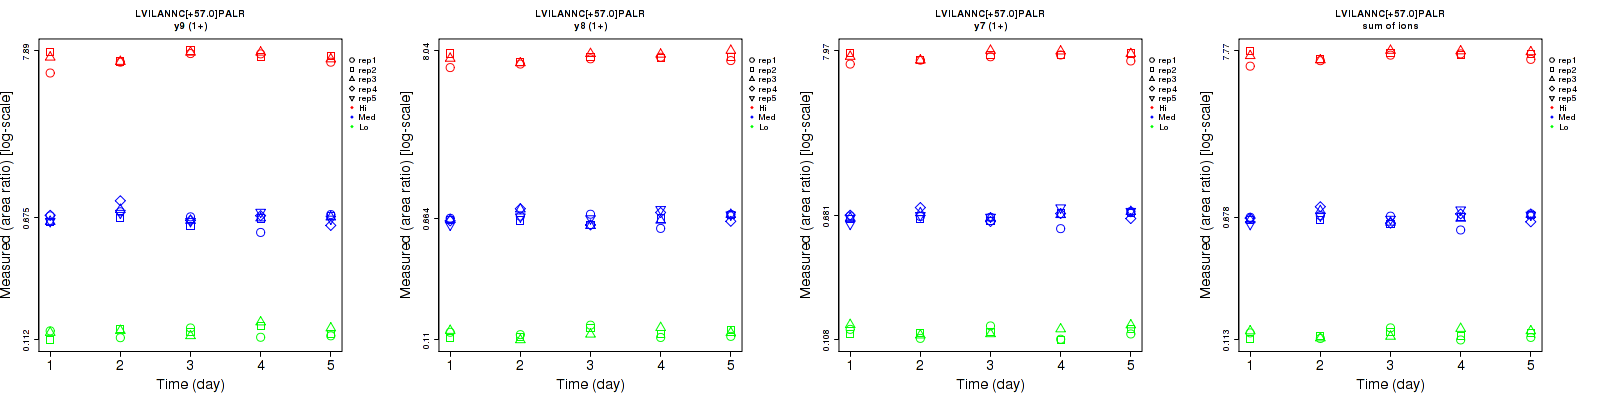 LVILANNC[+57.0]PALR
y9 (1+)
Measured (area ratio) [log-scale]
7.89
0.675
0.112
1 2 3 4 5
Time (day)
rep1
rep2
rep3
rep4
rep5
Hi
Med
Lo
LVILANNC[+57.0]PALR
y8 (1+)
Measured (area ratio) [log-scale]
8.04
0.664
0.11
1 2 3 4 5
Time (day)
rep1
rep2
rep3
rep4
rep5
Hi
Med
Lo
LVILANNC[+57.0]PALR
y7 (1+)
Measured (area ratio) [log-scale]
7.97
0.681
0.108
1 2 3 4 5
Time (day)
rep1
rep2
rep3
rep4
rep5
Hi
Med
Lo
LVILANNC[+57.0]PALR
sum of ions
Measured (area ratio) [log-scale]
7.77
0.678
0.113
1 2 3 4 5
Time (day)
rep1
rep2
rep3
rep4
rep5
Hi
Med
Lo